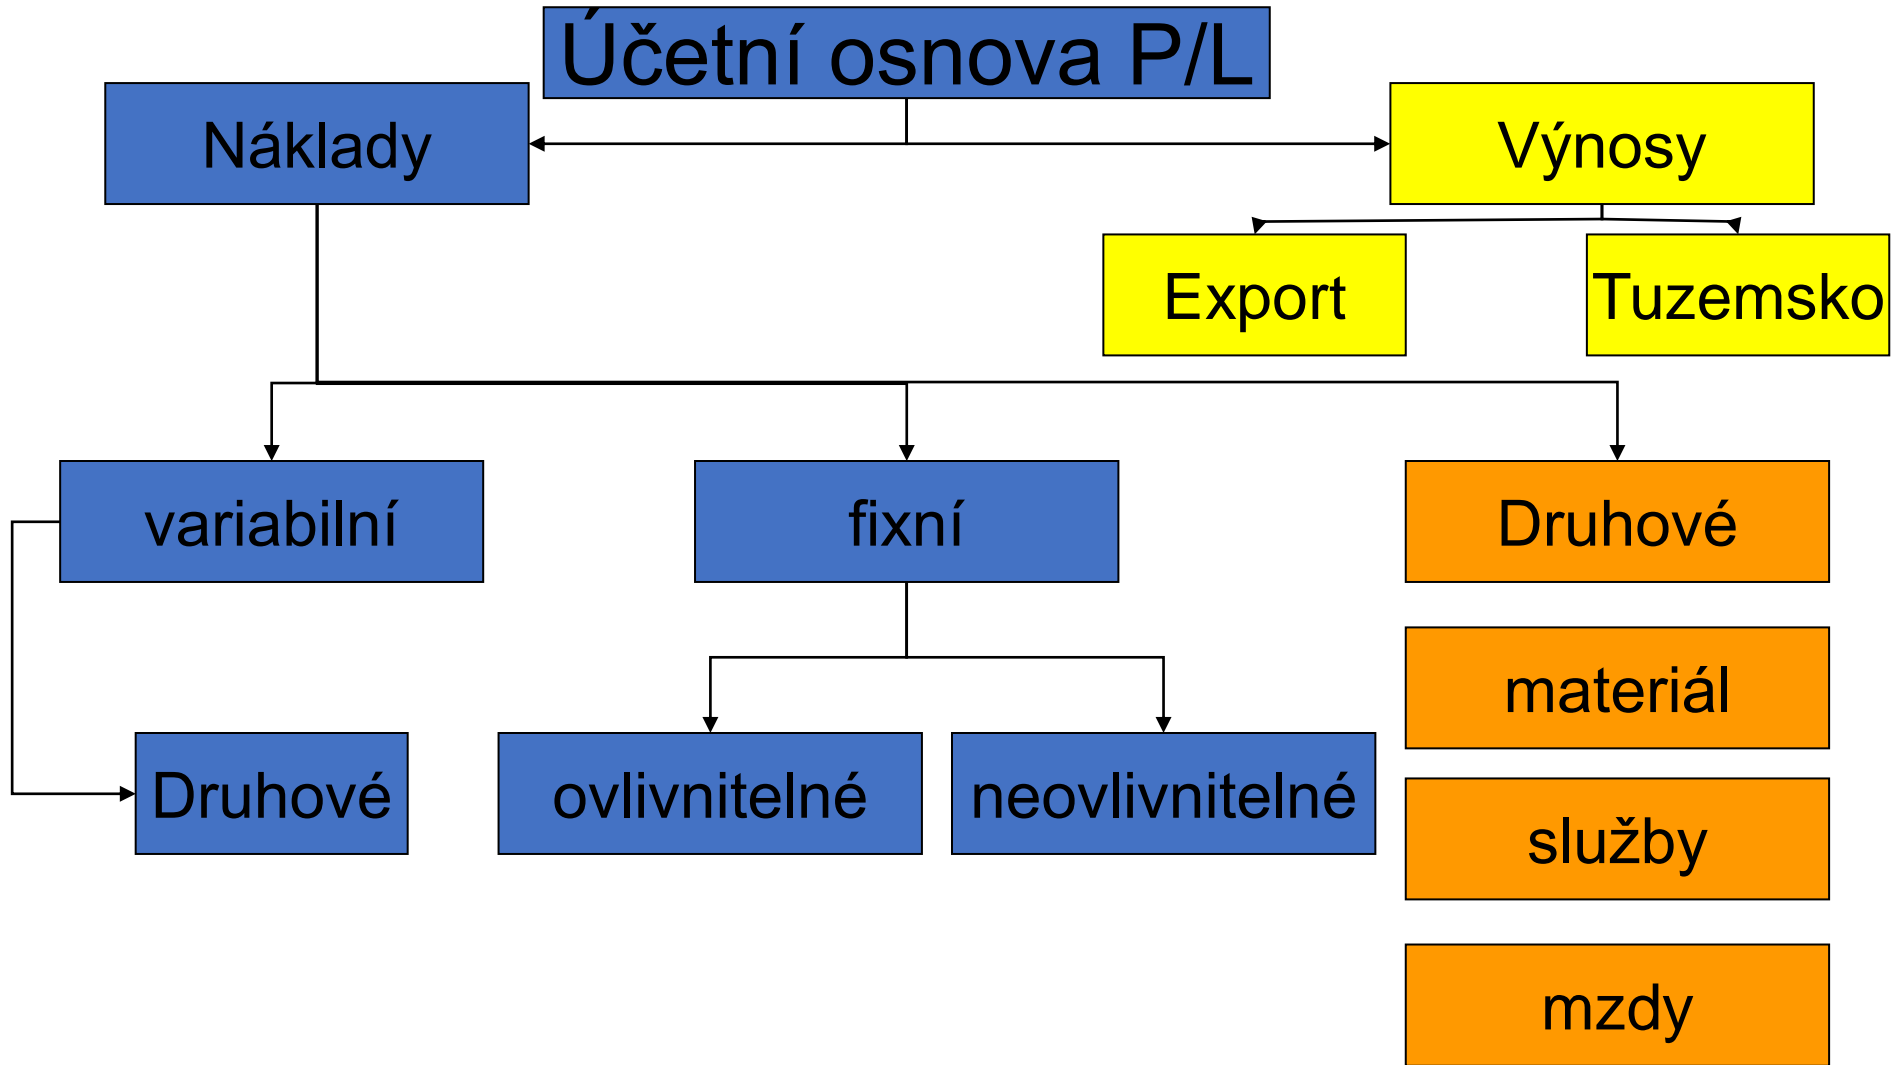 Účetní osnova P/L
Náklady
Výnosy
Export
Tuzemsko
variabilní
fixní
Druhové
materiál
Druhové
ovlivnitelné
neovlivnitelné
služby
mzdy